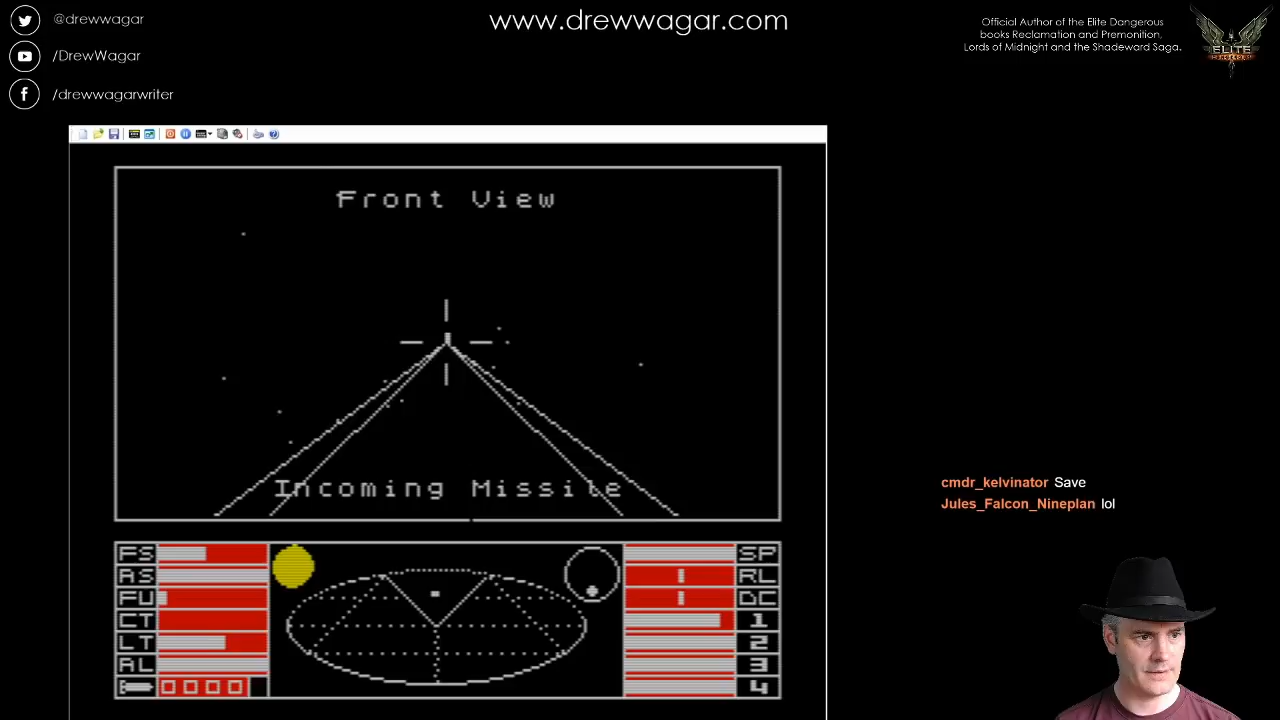 @drewwagar
/DrewWagar
/drewwagarwriter
www.drewwagar.com
Official Author of the Elite Dangerous
books Reclamation and Premonition,
Lords of Midnight and the Shadeward Saga.
ELITE
DANGEROUS
Front View
Incoming Missile
FS
AS
FU
CT
LT
AL
SP
RL
DC
1
2
3
4
cmdr_kelvinator Save
Jules_Falcon_Nineplan lol